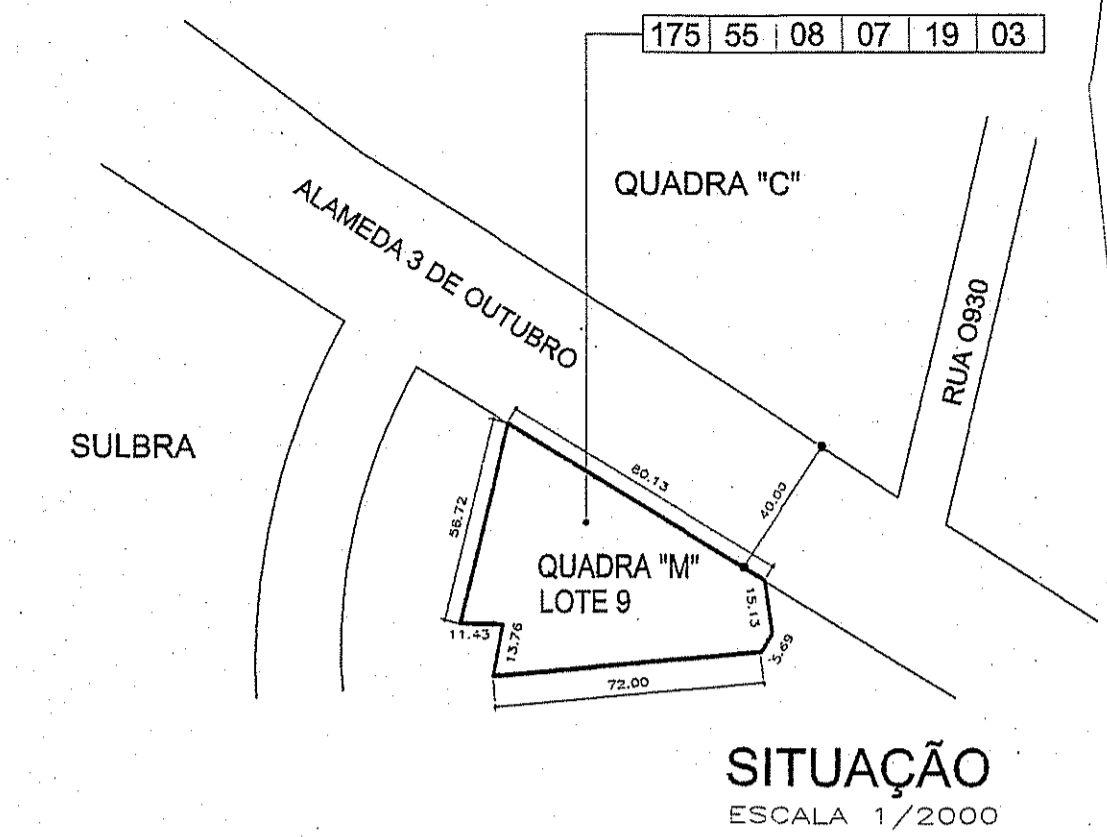 175 55 08 07 19 03
QUADRA "C"
ALAMEDA 3 DE OUTUBRO
RUA O930
SULBRA
80.13
40.00
56.72
QUADRA "M"
LOTE 9
15.13
11.43
13.76
5.69
72.00
SITUAÇÃO
ESCALA 1/2000